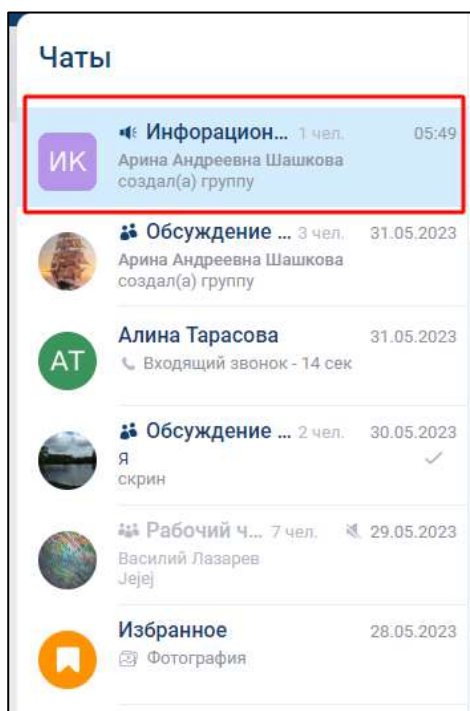 Чаты
ИК
Инфорацион... 1 чел. 05:49
Арина Андреевна Шашкова
создал(а) группу
Обсуждение ... 3 чел. 31.05.2023
Арина Андреевна Шашкова
создал(а) группу
АТ
Алина Тарасова 31.05.2023
Входящий звонок - 14 сек
Обсуждение ... 2 чел. 30.05.2023
Я
скрин
Рабочий ч... 7 чел. 29.05.2023
Василий Лазарев
Jejej
Избранное 28.05.2023
Фотография